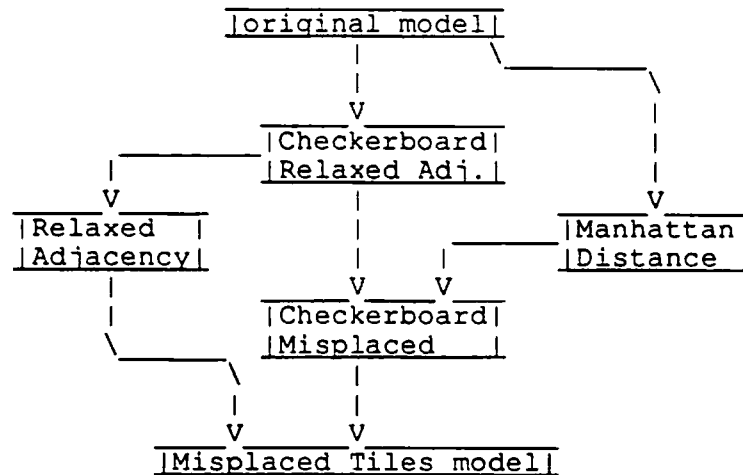 original model
Checkerboard
Relaxed Adj.
Relaxed
Adjacency
Manhattan
Distance
Checkerboard
Misplaced
Misplaced Tiles model